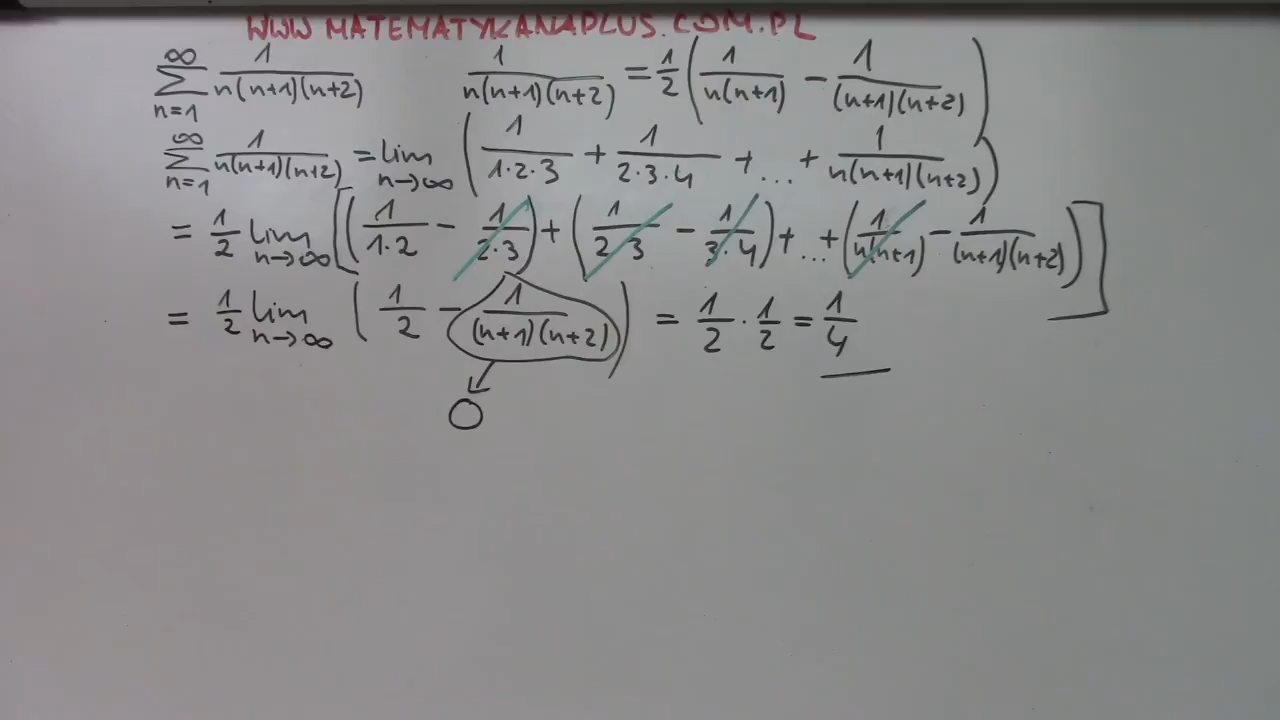 WWW MATEMATYKANAPLUS.COM.PL
∞∑n=1 1/n(n+1)(n+2)   1/n(n+1)(n+2) = 1/2 (1/n(n+1) − 1/(n+1)(n+2))
∞∑n=1 1/n(n+1)(n+2) = lim n→∞ (1/1·2·3 + 1/2·3·4 + ... + 1/n(n+1)(n+2))
= 1/2 lim n→∞ [(1/1·2 − 1/2·3) + (1/2·3 − 1/3·4) + ... + (1/n(n+1) − 1/(n+1)(n+2))]
= 1/2 lim n→∞ (1/2 − 1/(n+1)(n+2)) = 1/2 · 1/2 = 1/4
0